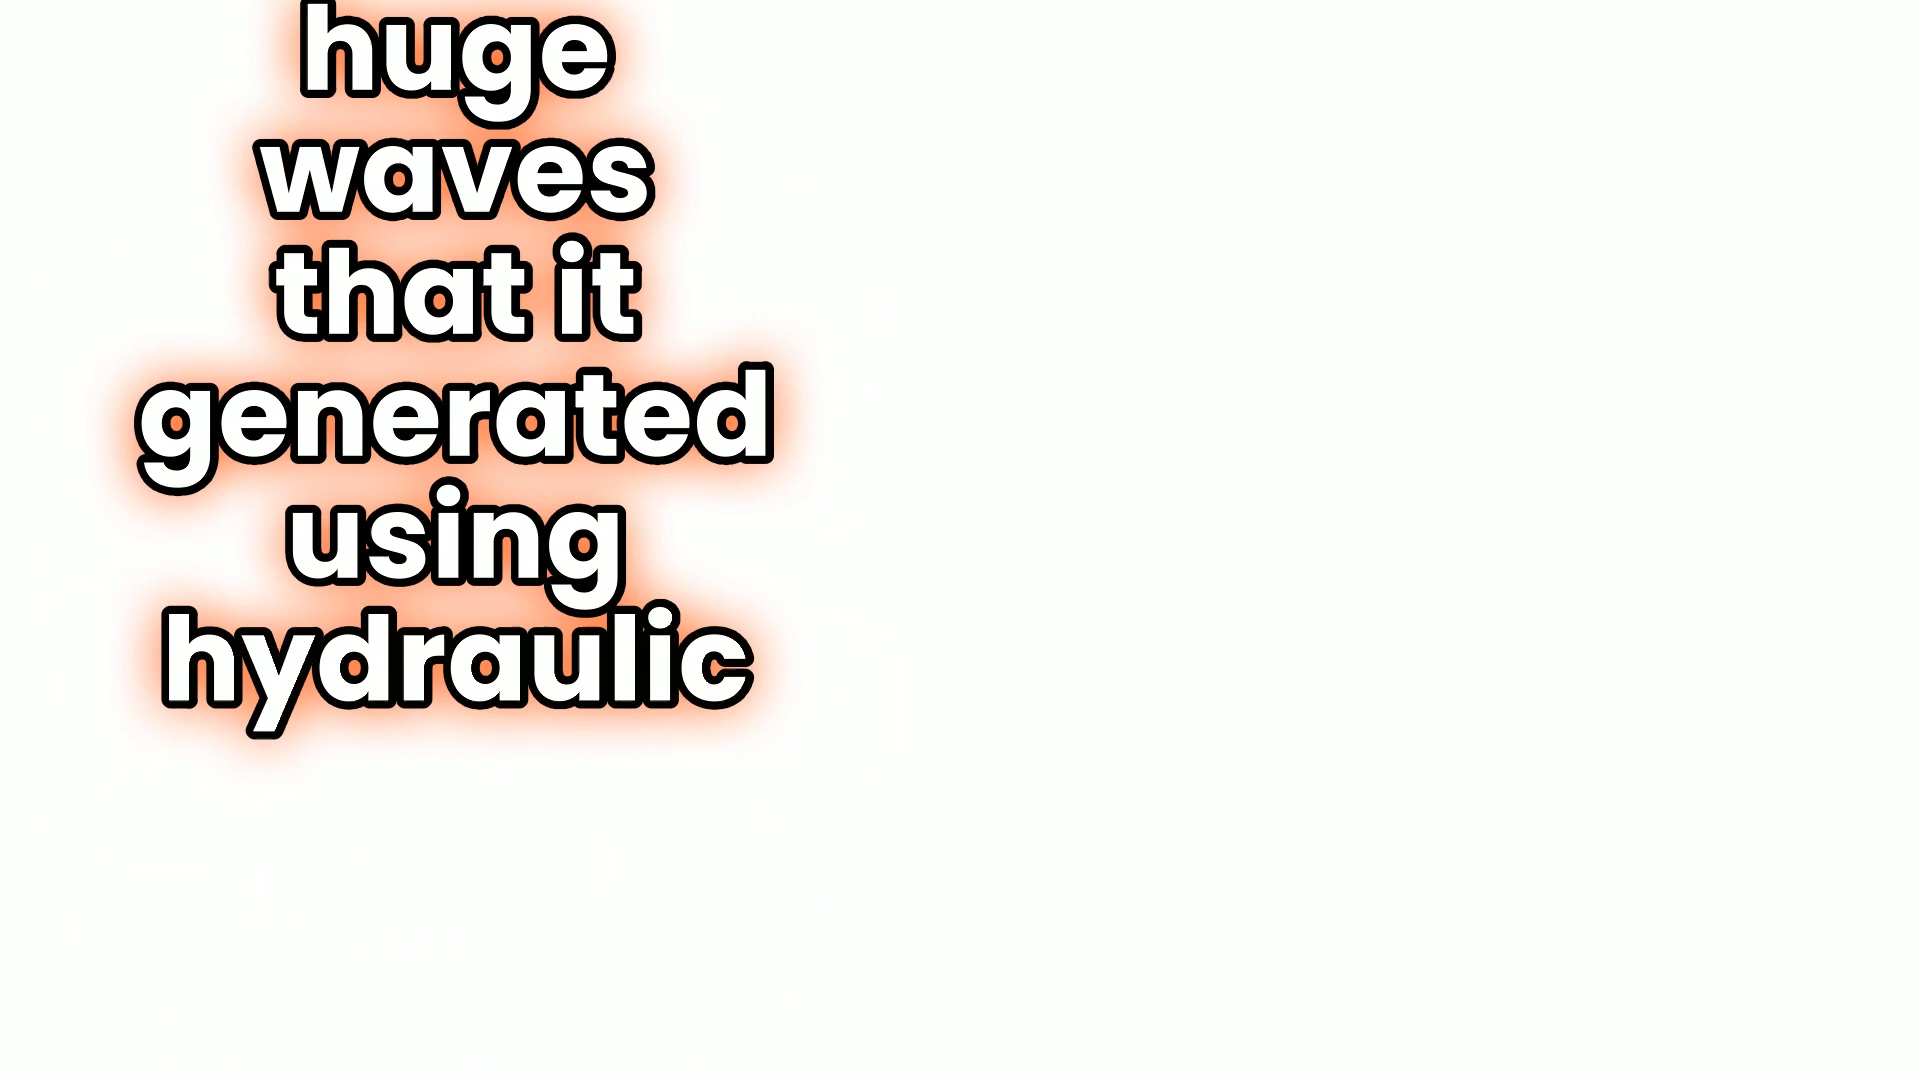 huge
waves
that it
generated
using
hydraulic